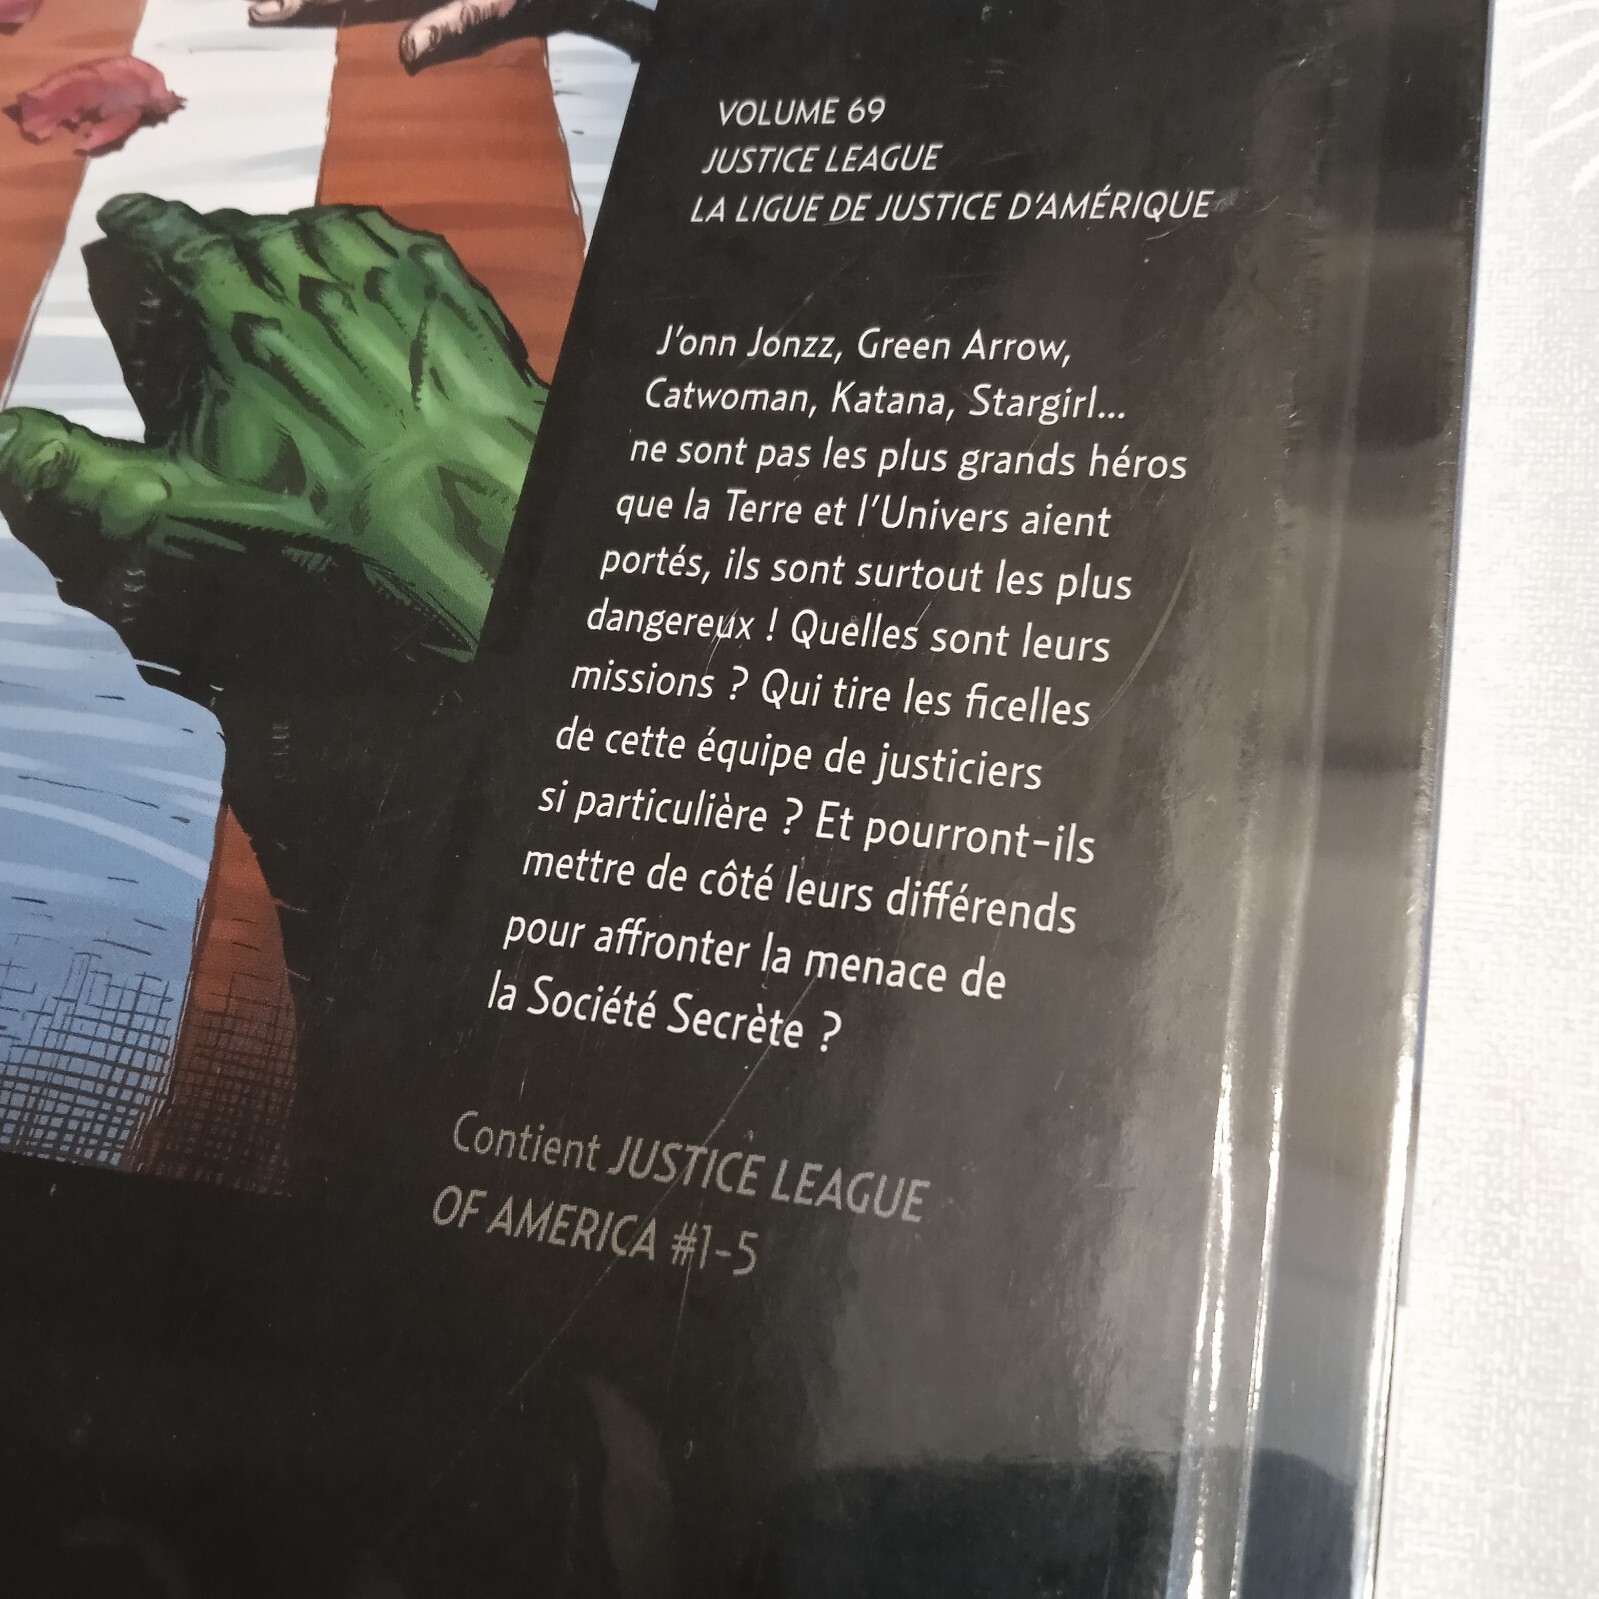 VOLUME 69
JUSTICE LEAGUE
LA LIGUE DE JUSTICE D'AMÉRIQUE
J'onn Jonzz, Green Arrow,
Catwoman, Katana, Stargirl...
ne sont pas les plus grands héros
que la Terre et l'Univers aient
portés, ils sont surtout les plus
dangereux ! Quelles sont leurs
missions ? Qui tire les ficelles
de cette équipe de justiciers
si particulière ? Et pourront-ils
mettre de côté leurs différends
pour affronter la menace de
la Société Secrète ?
Contient JUSTICE LEAGUE
OF AMERICA #1-5